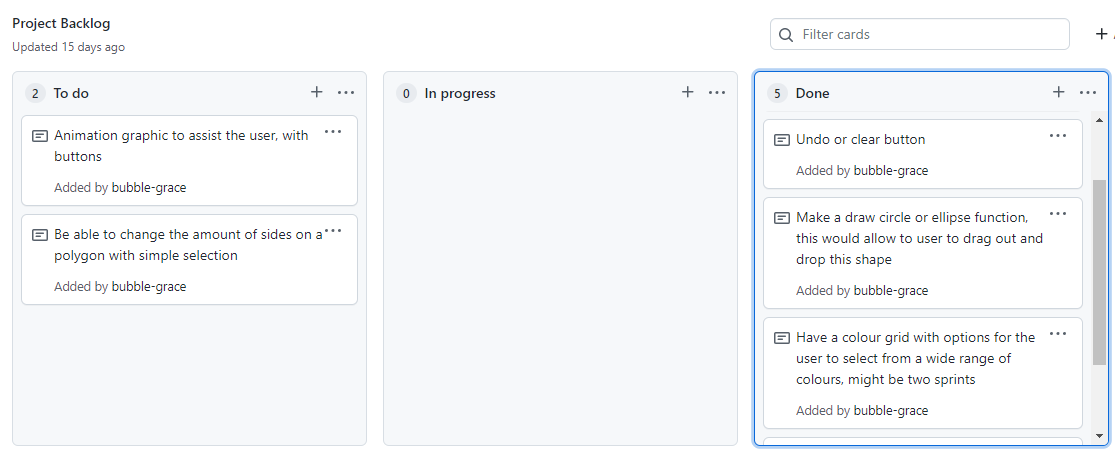 Project Backlog
Updated 15 days ago
Filter cards
2 To do
Animation graphic to assist the user, with
buttons
Added by bubble-grace
Be able to change the amount of sides on a
polygon with simple selection
Added by bubble-grace
0 In progress
5 Done
Undo or clear button
Added by bubble-grace
Make a draw circle or ellipse function,
this would allow to user to drag out and
drop this shape
Added by bubble-grace
Have a colour grid with options for the
user to select from a wide range of
colours, might be two sprints
Added by bubble-grace